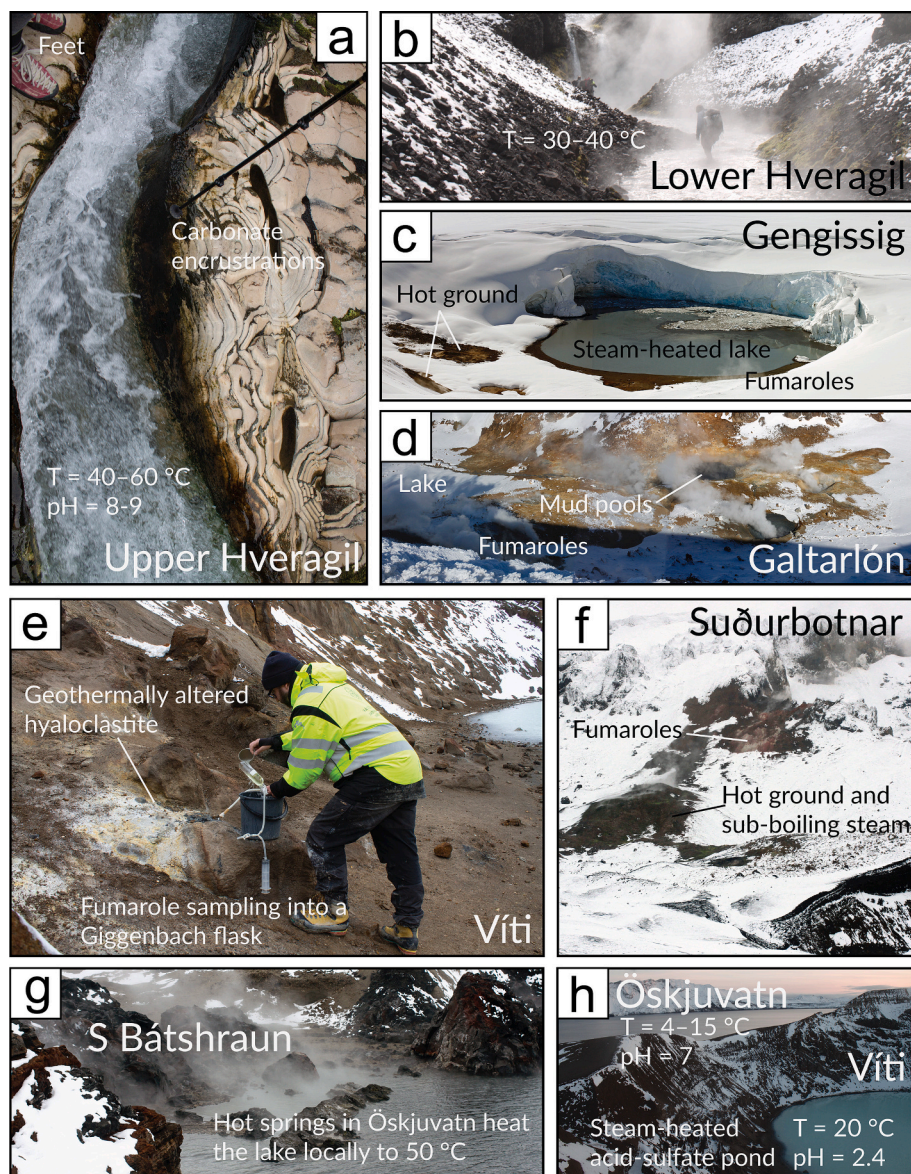 a
Feet
Carbonate
encrustrations
T = 40–60 °C
pH = 8-9
Upper Hveragil
b
T = 30–40 °C
Lower Hveragil
c
Gengissig
Hot ground
Steam-heated lake
Fumaroles
d
Lake
Mud pools
Fumaroles
Galtarlón
e
Geothermally altered
hyaloclastite
Fumarole sampling into a
Giggenbach flask
Víti
f
Suðurbotnar
Fumaroles
Hot ground and
sub-boiling steam
g
S Bátshraun
Hot springs in Öskjuvatn heat
the lake locally to 50 °C
h
Öskjuvatn
T = 4–15 °C
pH = 7
Víti
Steam-heated
acid-sulfate pond
T = 20 °C
pH = 2.4